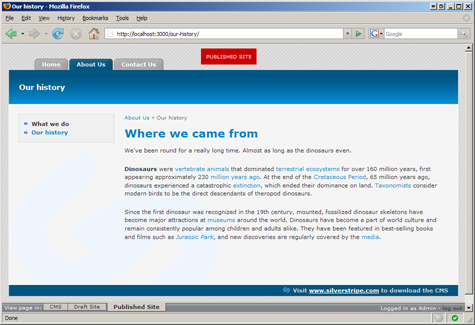 Our history - Mozilla Firefox
File Edit View History Bookmarks Tools Help
http://localhost:3000/our-history/
Google
PUBLISHED SITE
Home About Us Contact Us
Our history
What we do
Our history
About Us » Our history
Where we came from
We've been round for a really long time. Almost as long as the dinosaurs even.
Dinosaurs were vertebrate animals that dominated terrestrial ecosystems for over 160 million years, first
appearing approximately 230 million years ago. At the end of the Cretaceous Period, 65 million years ago,
dinosaurs experienced a catastrophic extinction, which ended their dominance on land. Taxonomists consider
modern birds to be the direct descendants of theropod dinosaurs.
Since the first dinosaur was recognized in the 19th century, mounted, fossilized dinosaur skeletons have
become major attractions at museums around the world. Dinosaurs have become a part of world culture and
remain consistently popular among children and adults alike. They have been featured in best-selling books
and films such as Jurassic Park, and new discoveries are regularly covered by the media.
Visit www.silverstripe.com to download the CMS
View page in: CMS Draft Site Published Site
Logged in as Admin - log out
Done